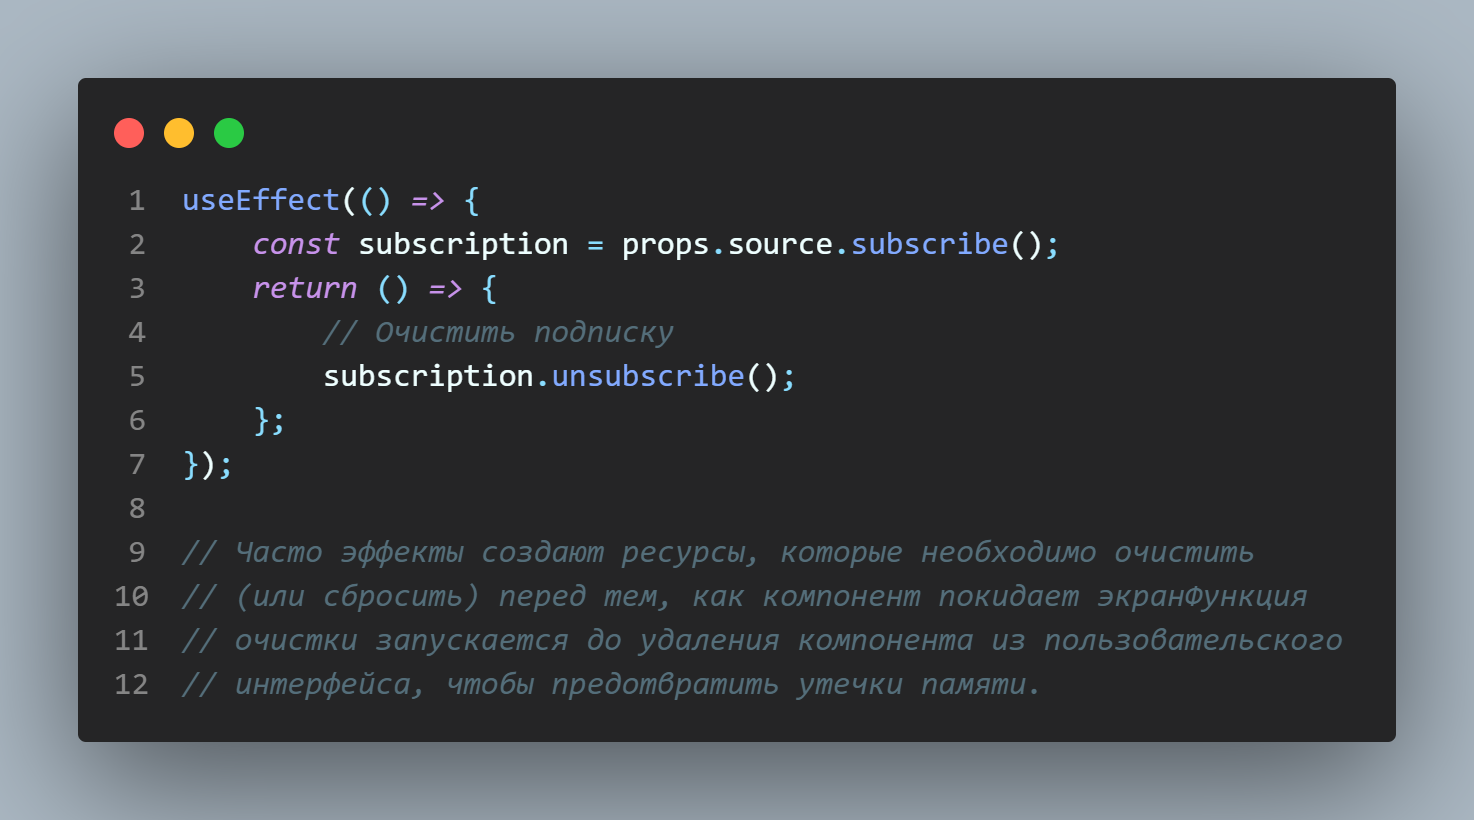 1 useEffect(() => {
2 const subscription = props.source.subscribe();
3 return () => {
4 // Очистить подписку
5 subscription.unsubscribe();
6 };
7 });
8
9 // Часто эффекты создают ресурсы, которые необходимо очистить
10 // (или сбросить) перед тем, как компонент покидает экранФункция
11 // очистки запускается до удаления компонента из пользовательского
12 // интерфейса, чтобы предотвратить утечки памяти.